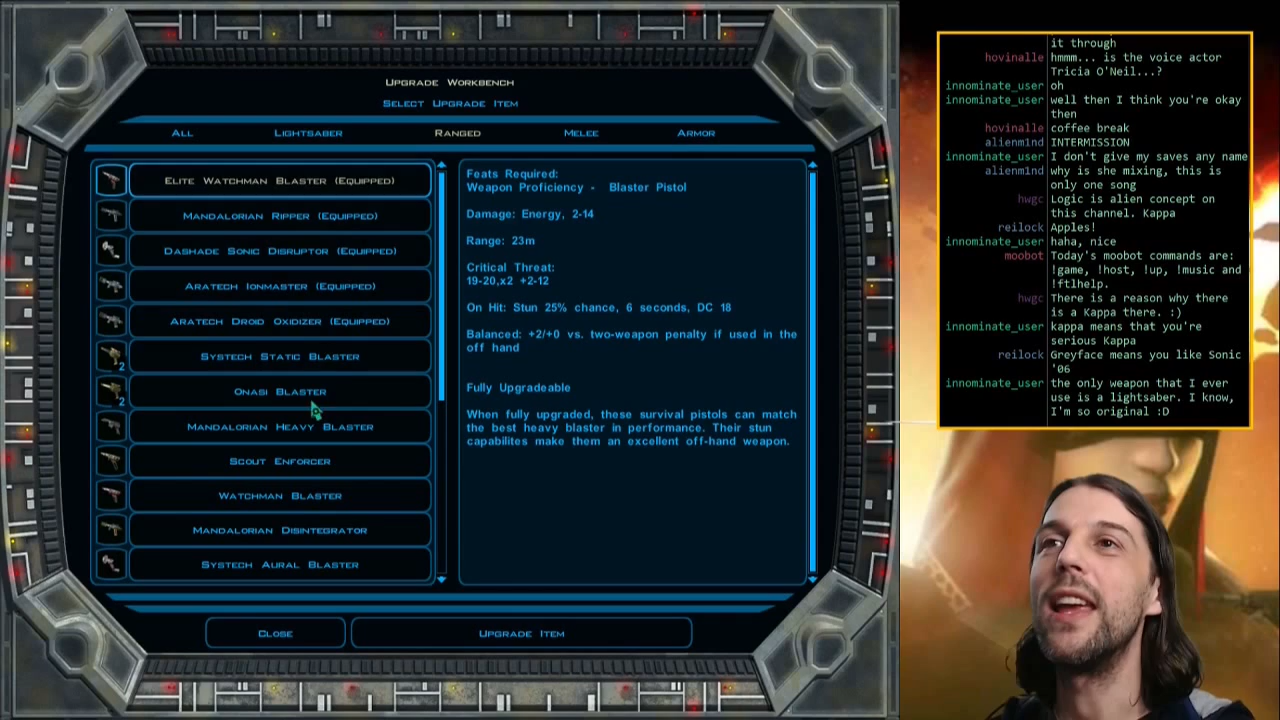 UPGRADE WORKBENCH
SELECT UPGRADE ITEM
ALL
LIGHTSABER
RANGED
MELEE
ARMOR
ELITE WATCHMAN BLASTER (EQUIPPED)
MANDALORIAN RIPPER (EQUIPPED)
DASHADE SONIC DISRUPTOR (EQUIPPED)
ARATECH IONMASTER (EQUIPPED)
ARATECH DROID OXIDIZER (EQUIPPED)
2
SYSTECH STATIC BLASTER
2
ONASI BLASTER
MANDALORIAN HEAVY BLASTER
SCOUT ENFORCER
WATCHMAN BLASTER
MANDALORIAN DISINTEGRATOR
SYSTECH AURAL BLASTER
Feats Required:
Weapon Proficiency - Blaster Pistol
Damage: Energy, 2-14
Range: 23m
Critical Threat:
19-20,x2 +2-12
On Hit: Stun 25% chance, 6 seconds, DC 18
Balanced: +2/+0 vs. two-weapon penalty if used in the
off hand
Fully Upgradeable
When fully upgraded, these survival pistols can match
the best heavy blaster in performance. Their stun
capabilites make them an excellent off-hand weapon.
CLOSE
UPGRADE ITEM
it through
hovinalle hmmm... is the voice actor
Tricia O'Neil...?
innominate_user oh
innominate_user well then I think you're okay
then
hovinalle coffee break
alienm1nd INTERMISSION
innominate_user I don't give my saves any name
alienm1nd why is she mixing, this is
only one song
hwgc Logic is alien concept on
this channel. Kappa
reilock Apples!
innominate_user haha, nice
moobot Today's moobot commands are:
!game, !host, !up, !music and
!ftlhelp.
hwgc There is a reason why there
is a Kappa there. :)
innominate_user kappa means that you're
serious Kappa
reilock Greyface means you like Sonic
'06
innominate_user the only weapon that I ever
use is a lightsaber. I know,
I'm so original :D